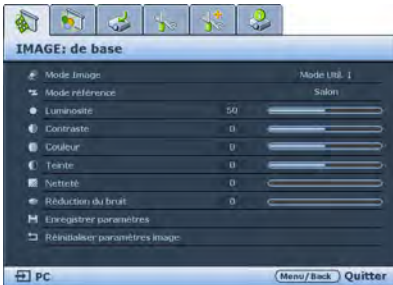 IMAGE: de base
Mode Image Mode Util. 1
Mode référence Salon
Luminosité 50
Contraste 0
Couleur 0
Teinte 0
Netteté 0
Réduction du bruit 0
Enregistrer paramètres
Réinitialiser paramètres image
PC Menu/Back Quitter